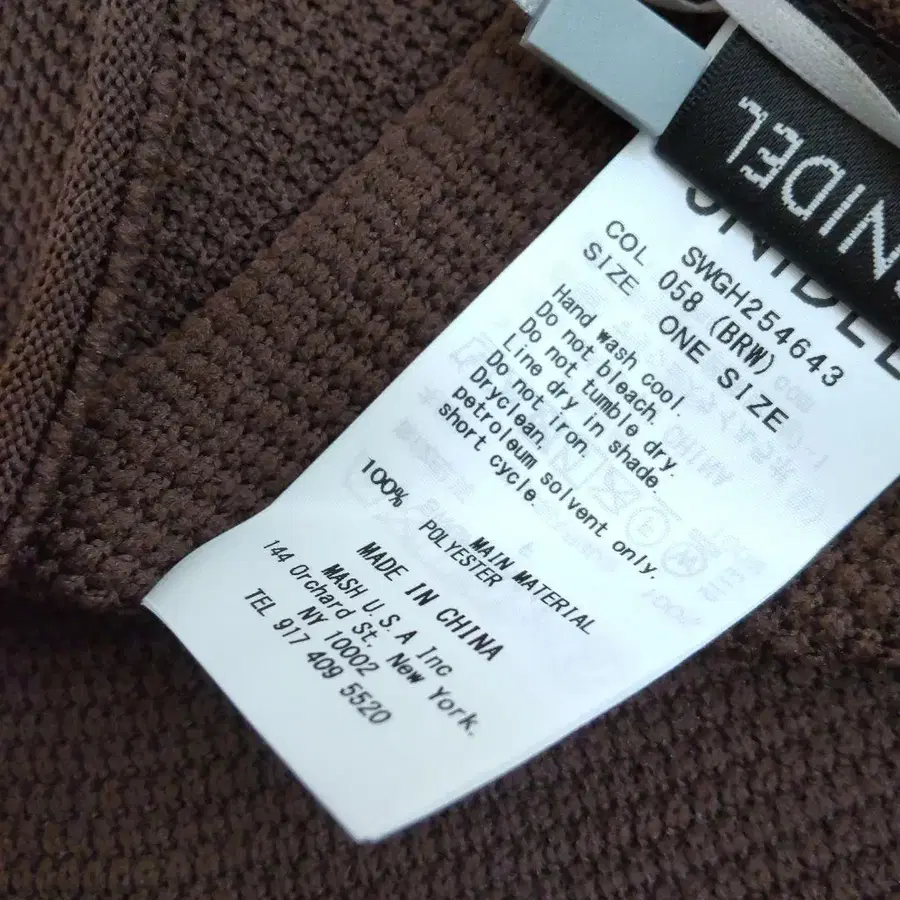 SNIDEL
SNIDEL
SWGH254643
COL 058 (BRW)
SIZE ONE SIZE
Hand wash cool.
Do not bleach.
Do not tumble dry.
Line dry in shade.
Do not iron.
Dryclean.
petroleum solvent only.
short cycle.
MAIN MATERIAL
100% POLYESTER
MADE IN CHINA
MASH U.S.A Inc
144 Orchard St. New York.
NY 10002
TEL 917 409 5520